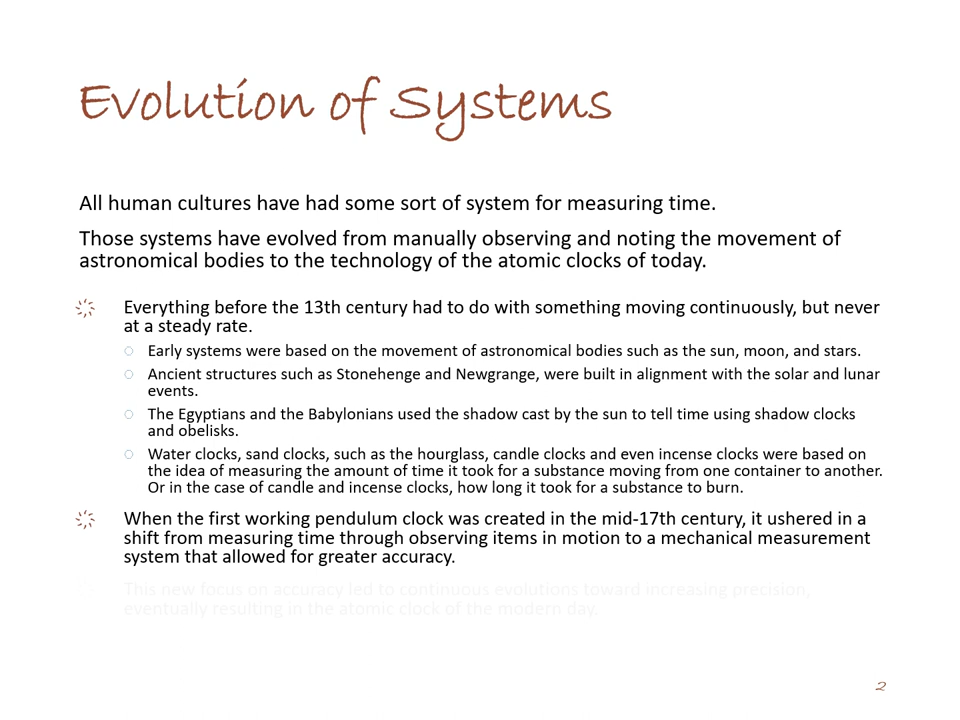 Evolution of Systems
All human cultures have had some sort of system for measuring time.
Those systems have evolved from manually observing and noting the movement of
astronomical bodies to the technology of the atomic clocks of today.
Everything before the 13th century had to do with something moving continuously, but never
at a steady rate.
Early systems were based on the movement of astronomical bodies such as the sun, moon, and stars.
Ancient structures such as Stonehenge and Newgrange, were built in alignment with the solar and lunar
events.
The Egyptians and the Babylonians used the shadow cast by the sun to tell time using shadow clocks
and obelisks.
Water clocks, sand clocks, such as the hourglass, candle clocks and even incense clocks were based on
the idea of measuring the amount of time it took for a substance moving from one container to another.
Or in the case of candle and incense clocks, how long it took for a substance to burn.
When the first working pendulum clock was created in the mid-17th century, it ushered in a
shift from measuring time through observing items in motion to a mechanical measurement
system that allowed for greater accuracy.
This new focus on accuracy led to continuous evolutions toward increasing precision,
eventually resulting in the atomic clock of the modern day.
2